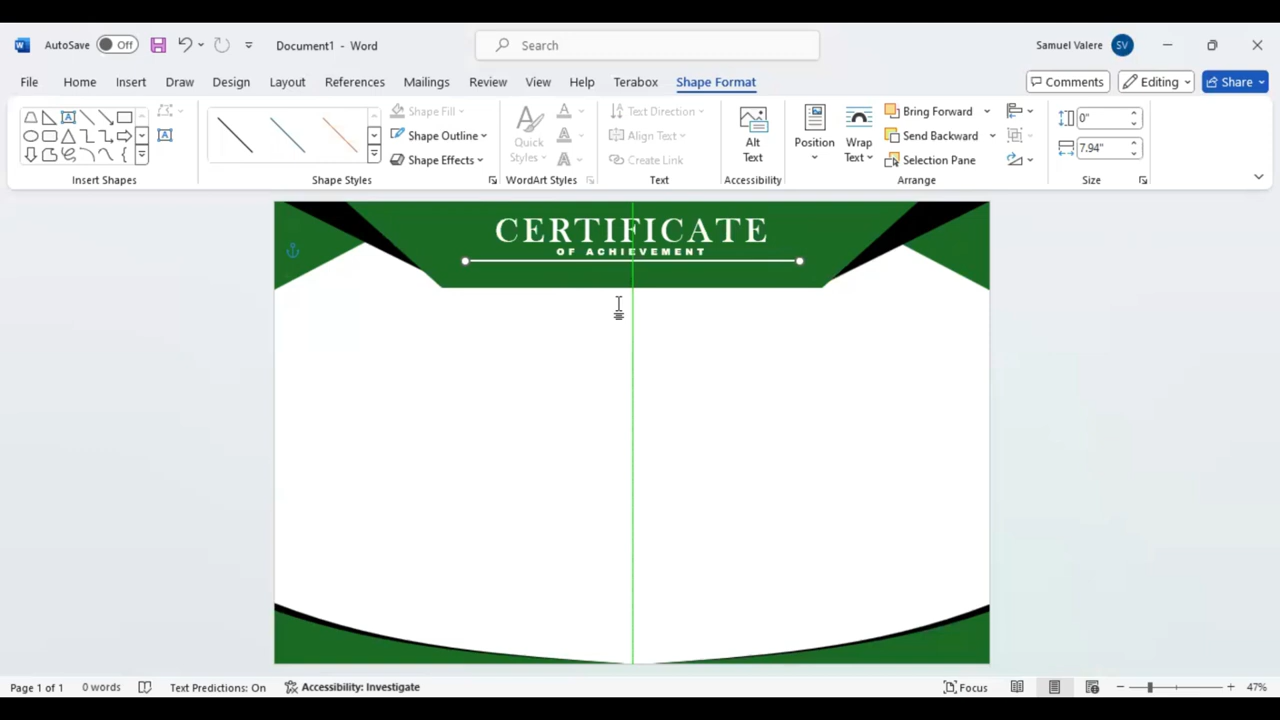 AutoSave Off Document1 - Word Search Samuel Valere SV
File Home Insert Draw Design Layout References Mailings Review View Help Terabox Shape Format Comments Editing Share
Shape Fill Text Direction Bring Forward 0"
Shape Outline Align Text Send Backward
Quick Styles Alt Text Position Wrap Text
Shape Effects Create Link Selection Pane 7.94"
Insert Shapes Shape Styles WordArt Styles Text Accessibility Arrange Size
CERTIFICATE
OF ACHIEVEMENT
Page 1 of 1 0 words Text Predictions: On Accessibility: Investigate Focus 47%